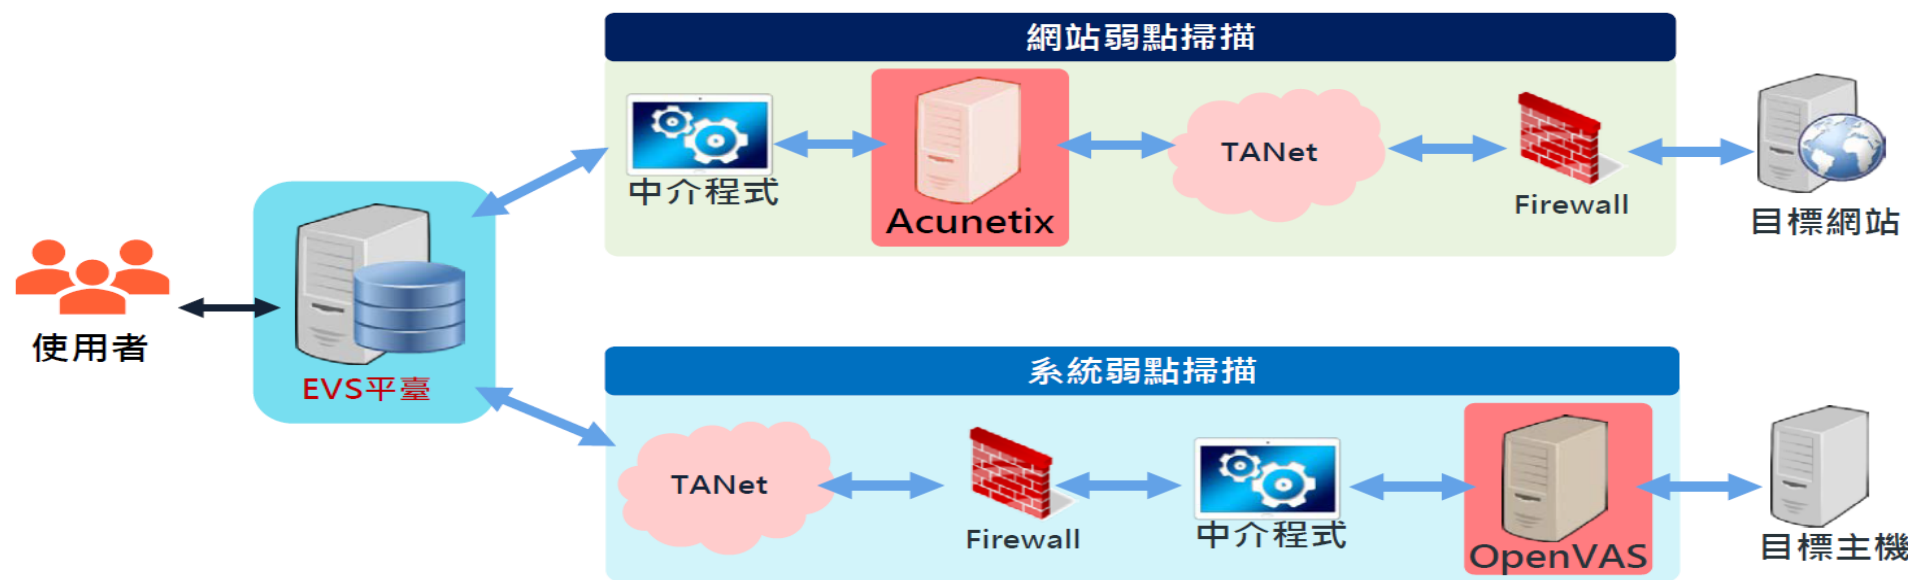 網站弱點掃描
中介程式
Acunetix
TANet
Firewall
目標網站
使用者
EVS平臺
系統弱點掃描
TANet
Firewall
中介程式
OpenVAS
目標主機